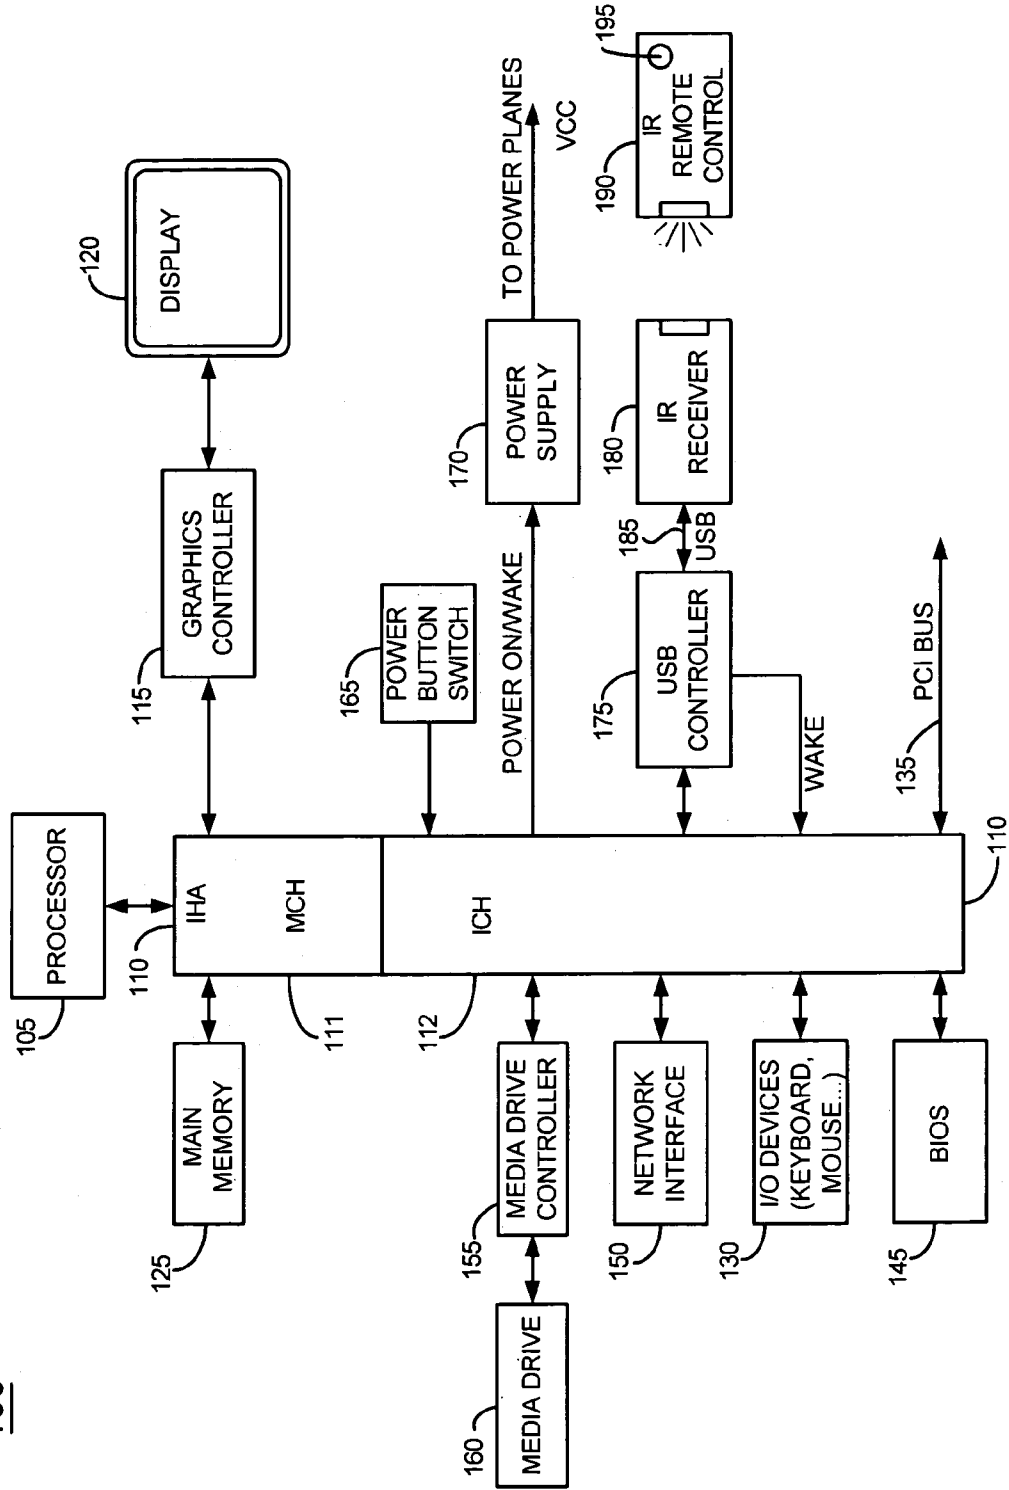 PROCESSOR
105
110
IHA
MCH
111
ICH
112
110
MAIN
MEMORY
125
GRAPHICS
CONTROLLER
115
DISPLAY
120
POWER
BUTTON
SWITCH
165
MEDIA DRIVE
160
MEDIA DRIVE
CONTROLLER
155
POWER ON/WAKE
POWER
SUPPLY
170
TO POWER PLANES
VCC
NETWORK
INTERFACE
150
USB
CONTROLLER
175
185
USB
IR
RECEIVER
180
IR
REMOTE
CONTROL
190
195
I/O DEVICES
(KEYBOARD,
MOUSE...)
130
WAKE
BIOS
145
PCI BUS
135